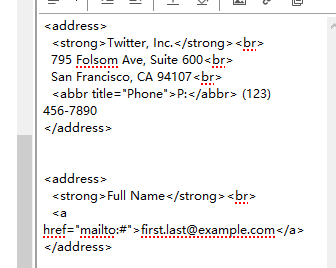 <address>
<strong>Twitter, Inc.</strong><br>
795 Folsom Ave, Suite 600<br>
San Francisco, CA 94107<br>
<abbr title="Phone">P:</abbr> (123)
456-7890
</address>
<address>
<strong>Full Name</strong><br>
<a
href="mailto:#">first.last@example.com</a>
</address>